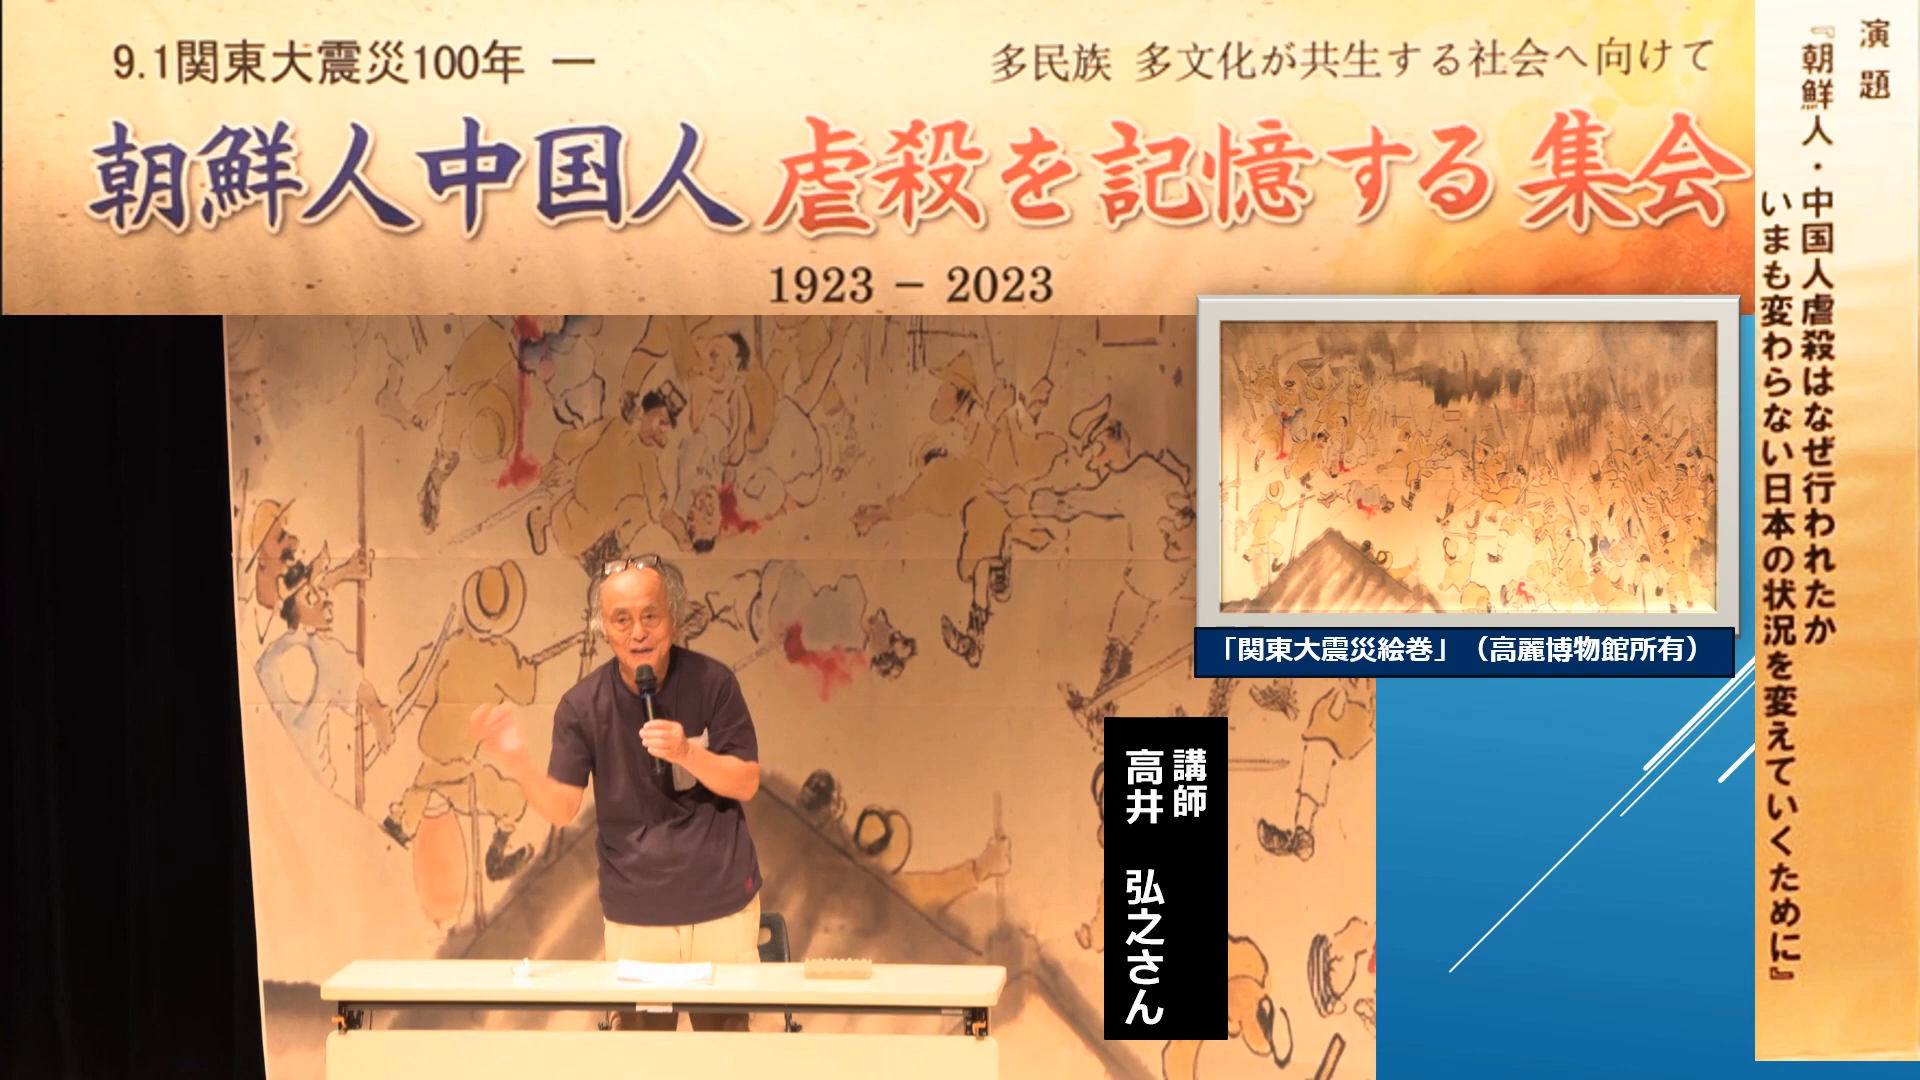 9.1関東大震災100年 ー
多民族 多文化が共生する社会へ向けて
朝鮮人中国人 虐殺を記憶する 集会
1923 – 2023
演題
『朝鮮人・中国人虐殺はなぜ行われたか
いまも変わらない日本の状況を変えていくために』
「関東大震災絵巻」（高麗博物館所有）
講師
高井 弘之さん